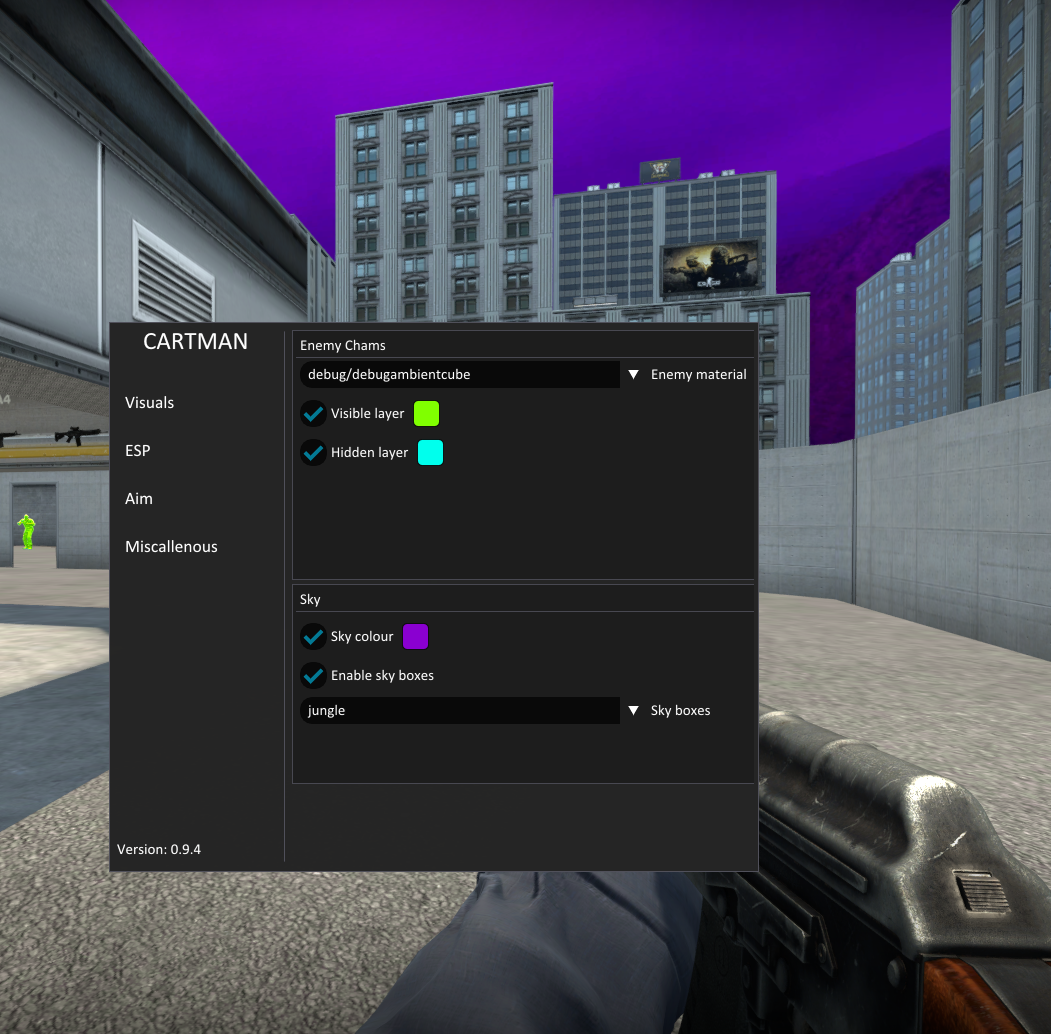 CARTMAN
Visuals
ESP
Aim
Miscallenous
Version: 0.9.4
Enemy Chams
debug/debugambientcube
Enemy material
Visible layer
Hidden layer
Sky
Sky colour
Enable sky boxes
jungle
Sky boxes